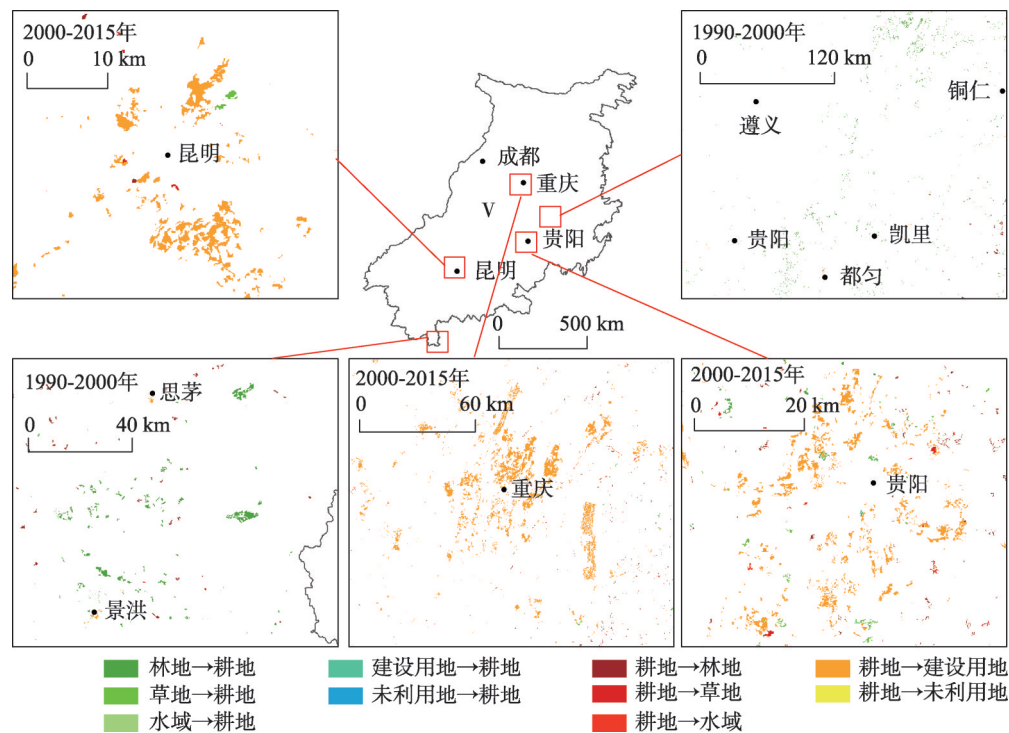 2000-2015年
0 10 km
昆明
成都
重庆
V
贵阳
昆明
0 500 km
1990-2000年
0 120 km
铜仁
遵义
贵阳
凯里
都匀
1990-2000年
思茅
0 40 km
景洪
2000-2015年
0 60 km
重庆
2000-2015年
0 20 km
贵阳
林地→耕地
草地→耕地
水域→耕地
建设用地→耕地
未利用地→耕地
耕地→林地
耕地→草地
耕地→水域
耕地→建设用地
耕地→未利用地